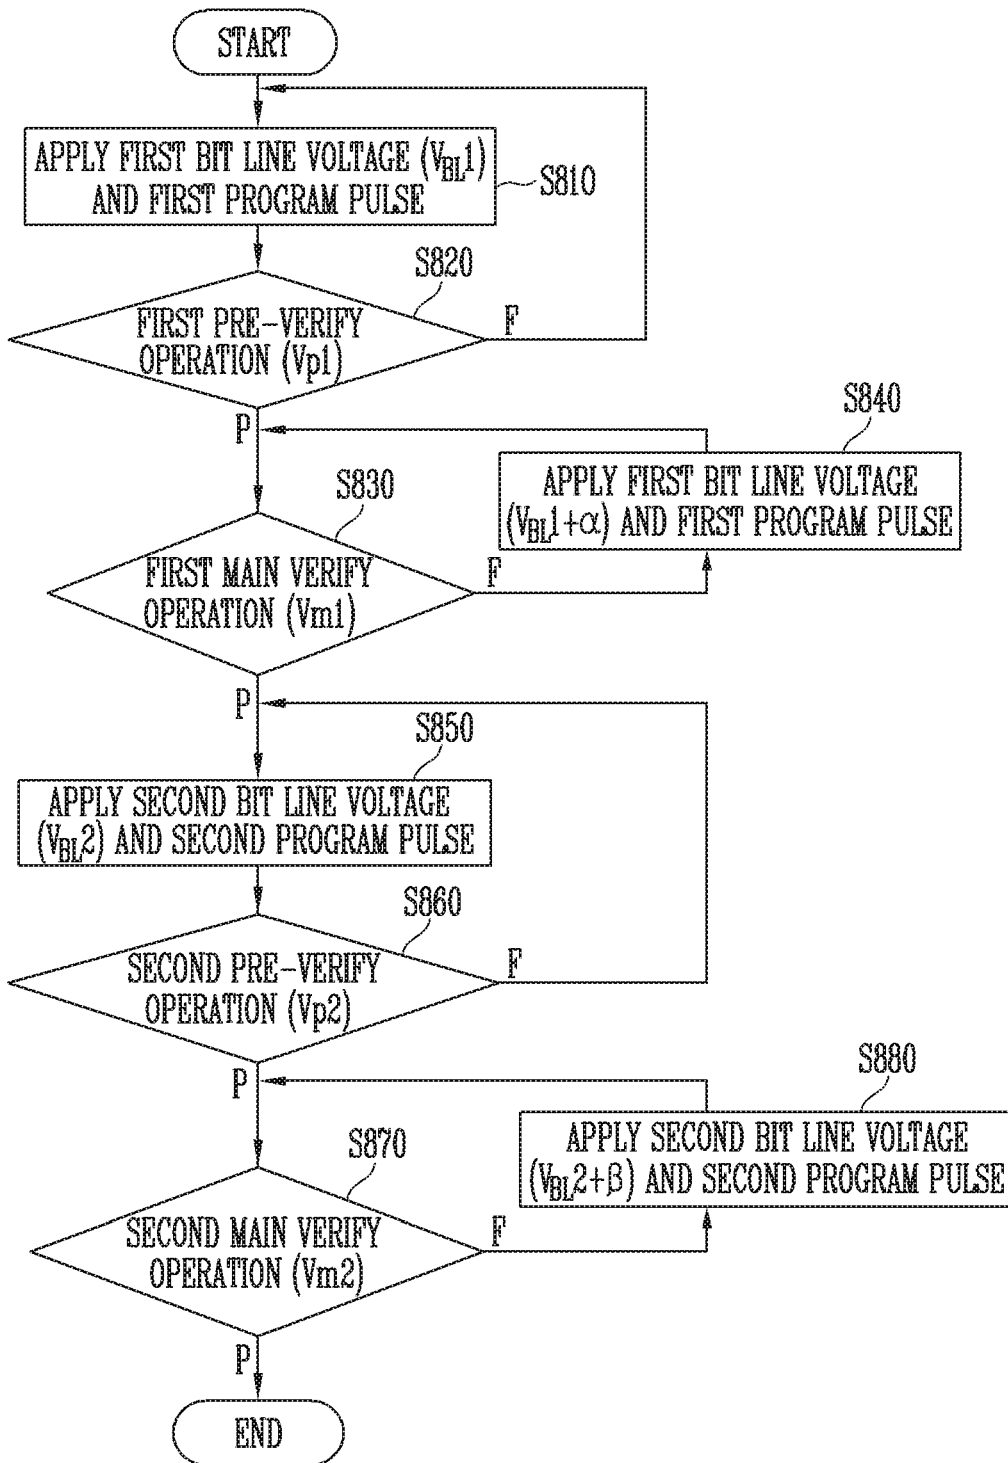 START
APPLY FIRST BIT LINE VOLTAGE (VBL1)
AND FIRST PROGRAM PULSE
S810
S820
FIRST PRE-VERIFY
OPERATION (Vp1)
F
P
S840
APPLY FIRST BIT LINE VOLTAGE
(VBL1+α) AND FIRST PROGRAM PULSE
S830
FIRST MAIN VERIFY
OPERATION (Vm1)
F
P
S850
APPLY SECOND BIT LINE VOLTAGE
(VBL2) AND SECOND PROGRAM PULSE
S860
SECOND PRE-VERIFY
OPERATION (Vp2)
F
P
S880
APPLY SECOND BIT LINE VOLTAGE
(VBL2+β) AND SECOND PROGRAM PULSE
S870
SECOND MAIN VERIFY
OPERATION (Vm2)
F
P
END